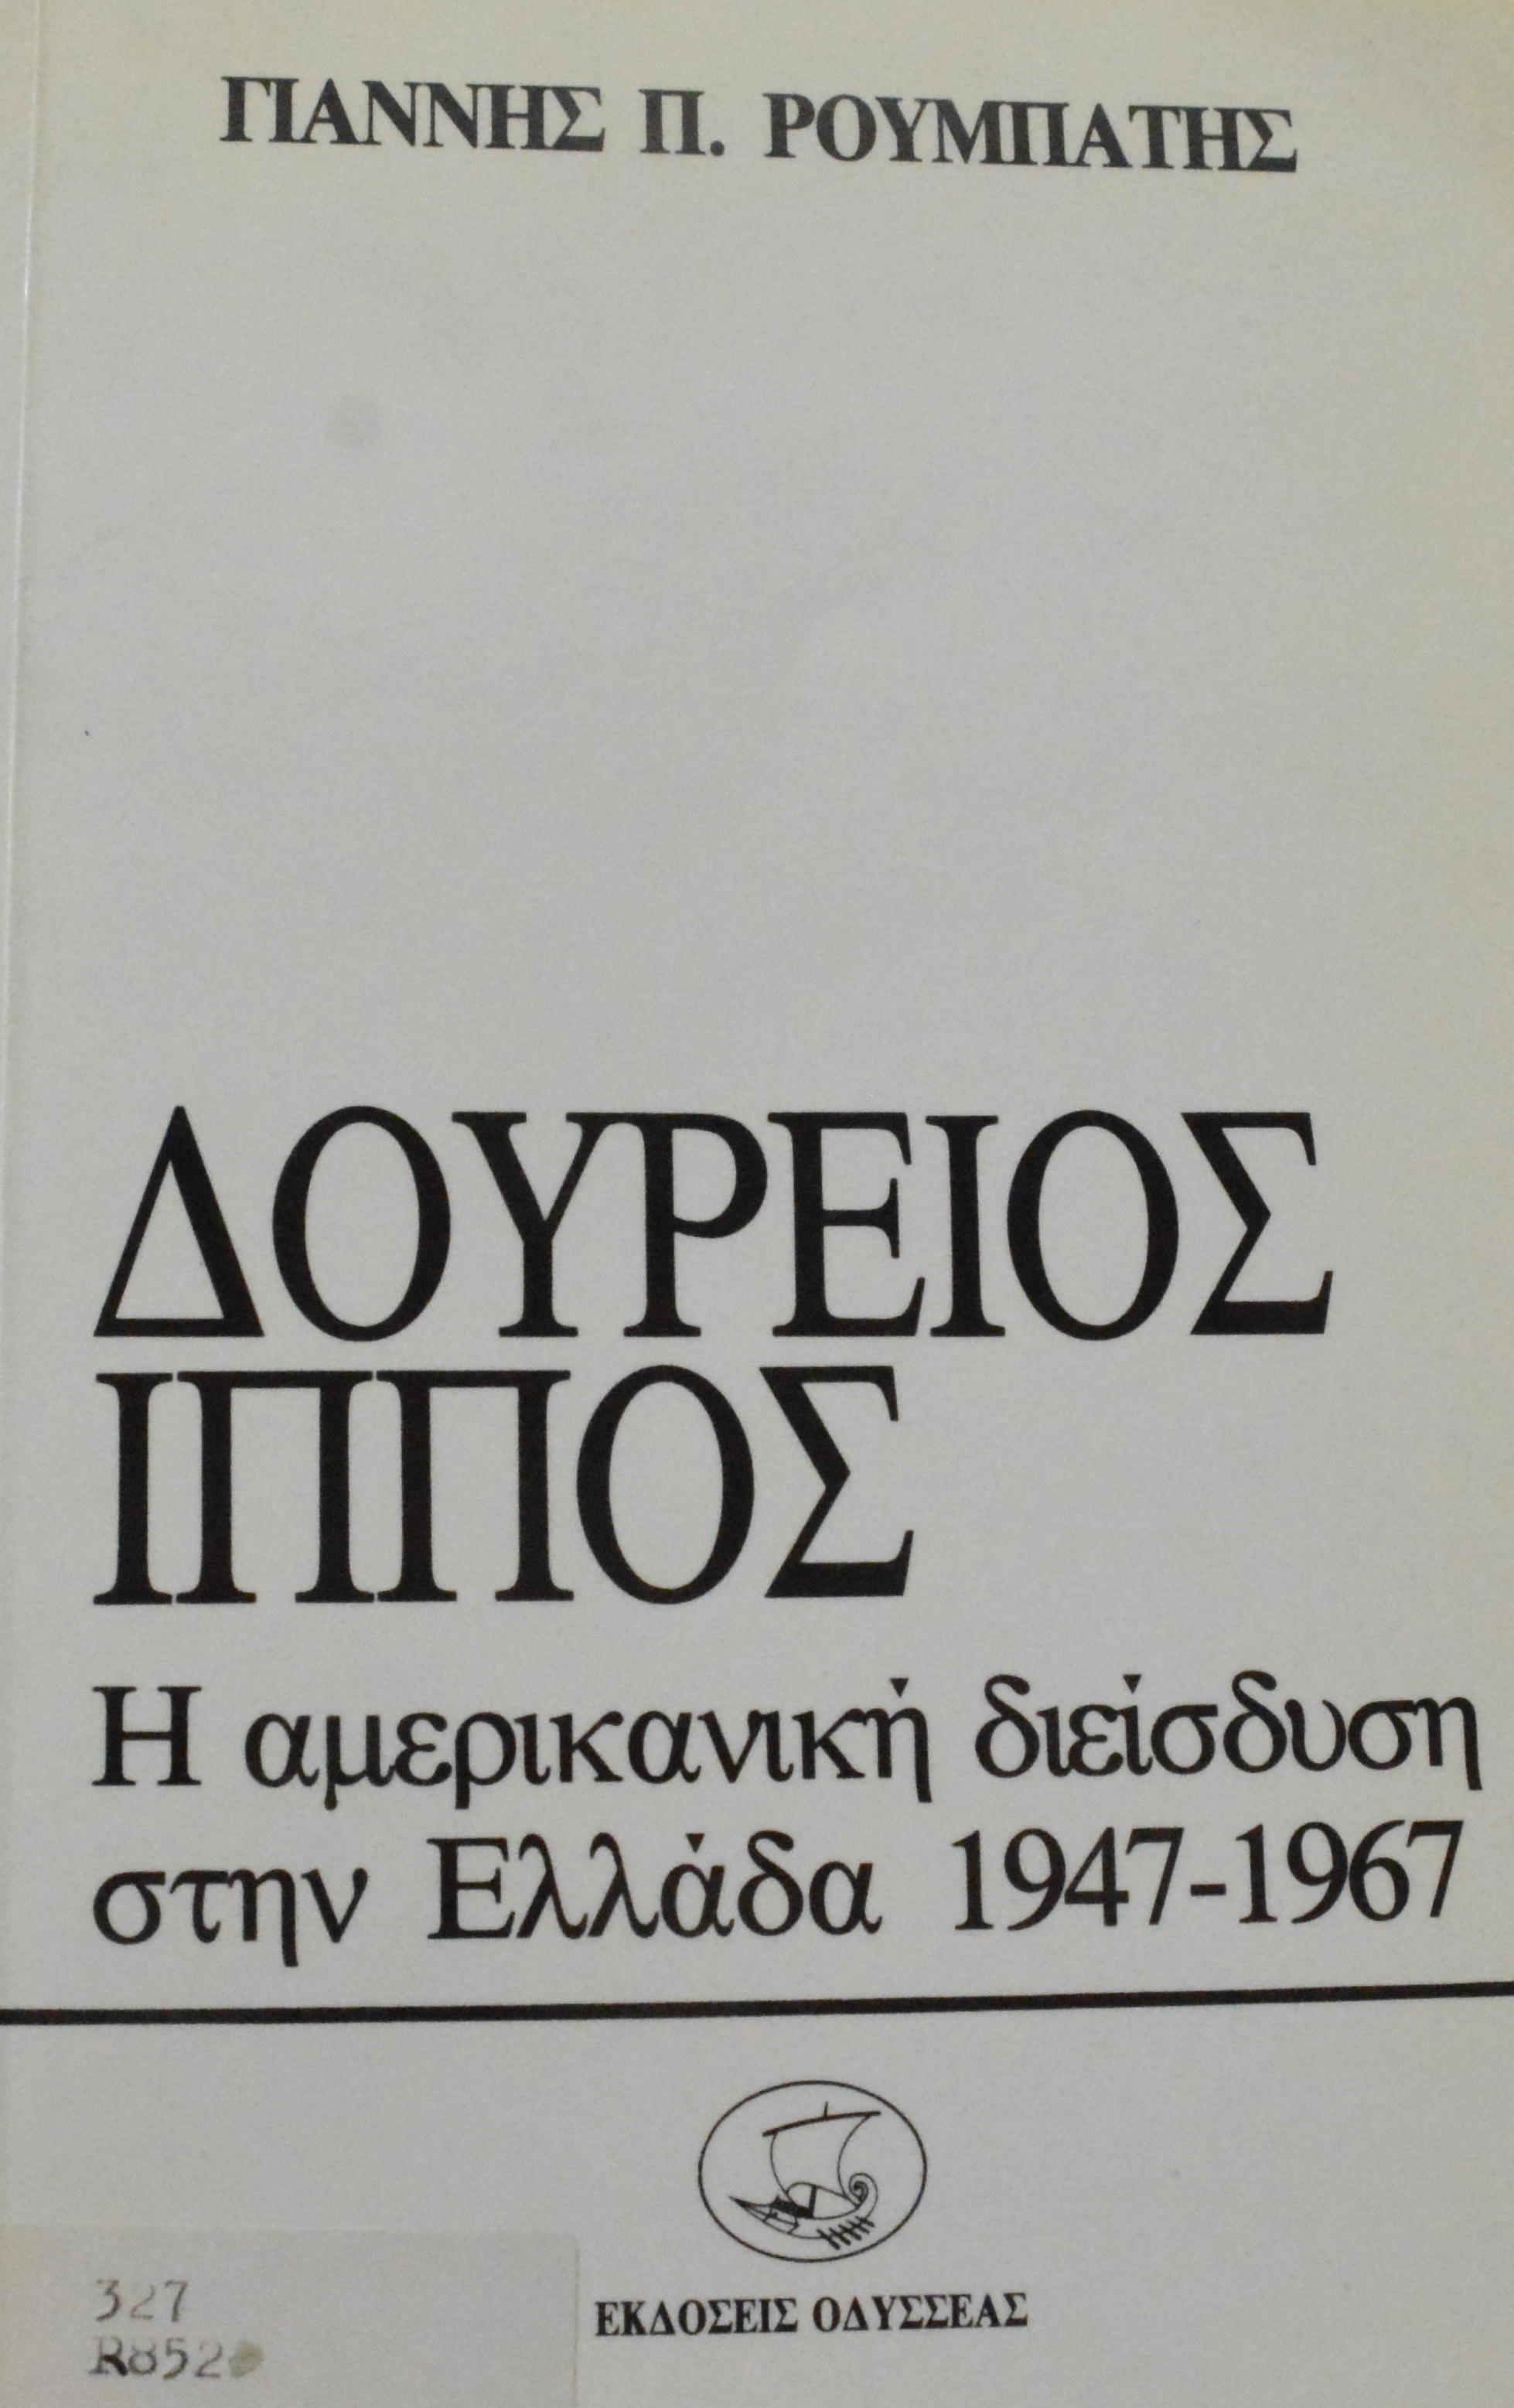 ΓΙΑΝΝΗΣ Π. ΡΟΥΜΠΑΤΗΣ
ΔΟΥΡΕΙΟΣ
ΙΠΠΟΣ
Η αμερικανική διείσδυση
στην Ελλάδα 1947-1967
ΕΚΔΟΣΕΙΣ ΟΔΥΣΣΕΑΣ
327
R852